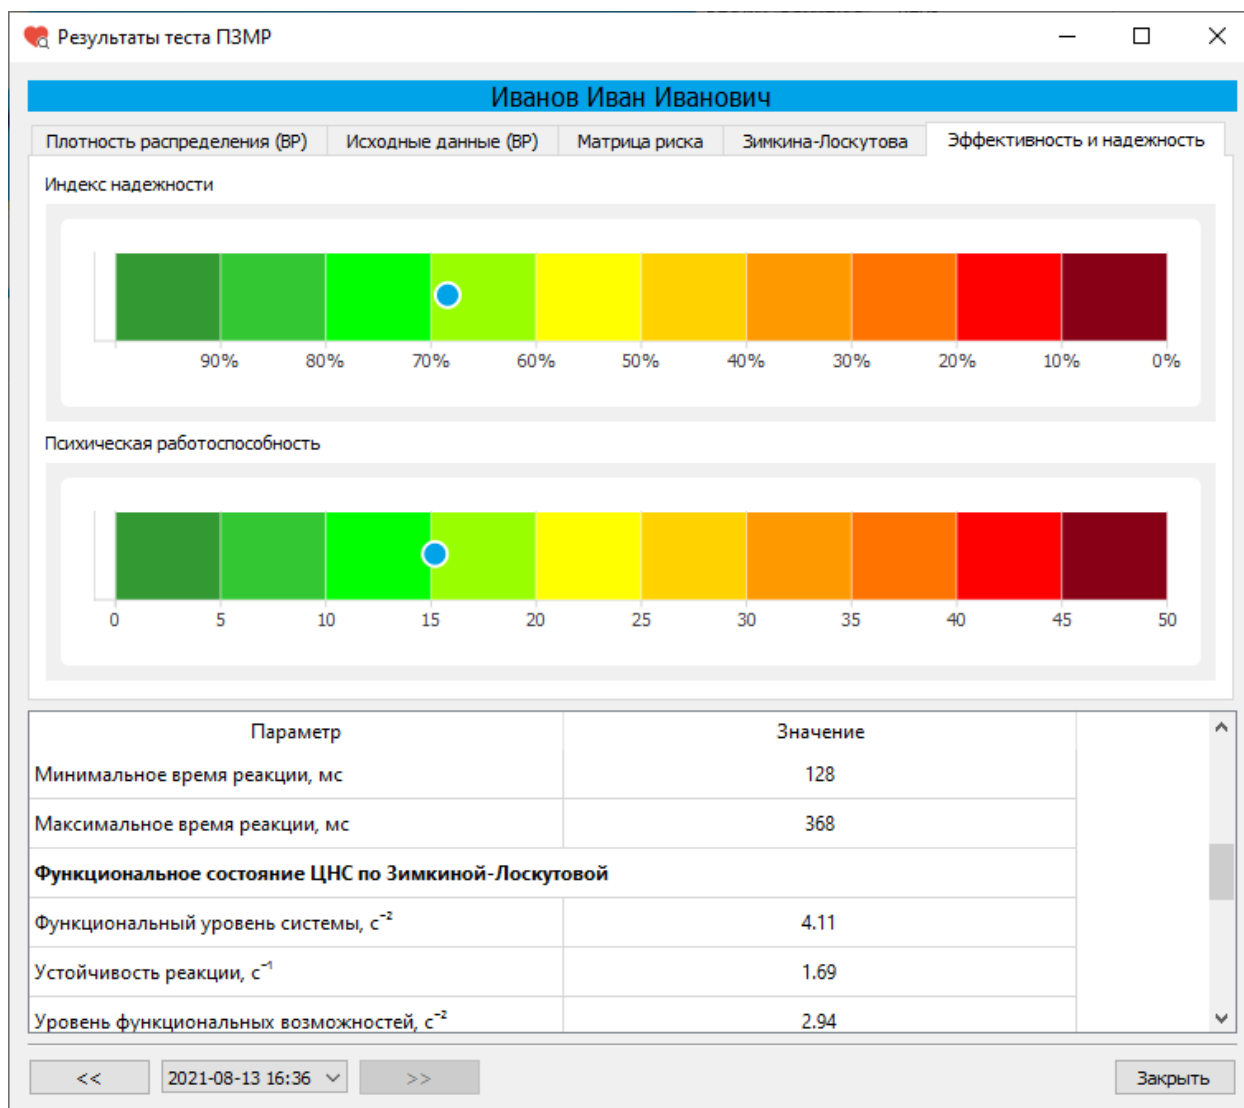 Результаты теста ПЗМР
Иванов Иван Иванович
Плотность распределения (ВР) Исходные данные (ВР) Матрица риска Зимкина-Лоскутова Эффективность и надежность
Индекс надежности
90% 80% 70% 60% 50% 40% 30% 20% 10% 0%
Психическая работоспособность
0 5 10 15 20 25 30 35 40 45 50
Параметр Значение
Минимальное время реакции, мс 128
Максимальное время реакции, мс 368
Функциональное состояние ЦНС по Зимкиной-Лоскутовой
Функциональный уровень системы, с⁻² 4.11
Устойчивость реакции, с⁻¹ 1.69
Уровень функциональных возможностей, с⁻² 2.94
<< 2021-08-13 16:36 >> Закрыть